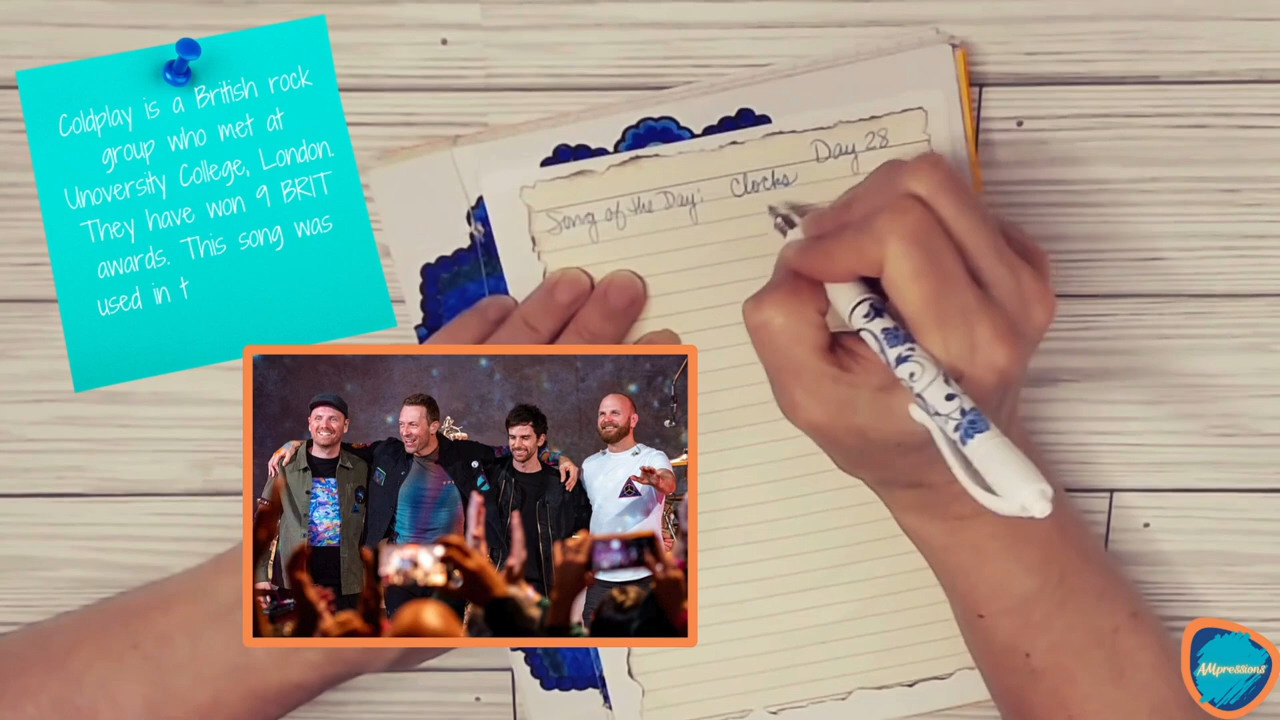 Coldplay is a British rock
group who met at
Unoversity College, London.
They have won 9 BRIT
awards. This song was
used in t
Day 28
Song of the Day: Clocks
AMpressions